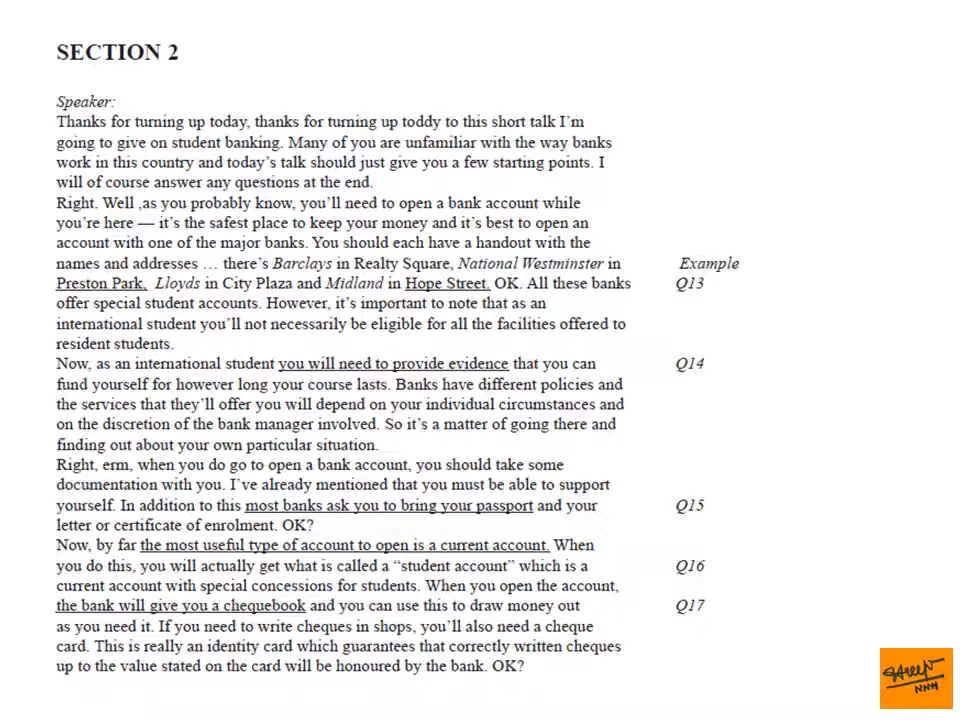 SECTION 2
Speaker:
Thanks for turning up today, thanks for turning up toddy to this short talk I'm
going to give on student banking. Many of you are unfamiliar with the way banks
work in this country and today's talk should just give you a few starting points. I
will of course answer any questions at the end.
Right. Well ,as you probably know, you'll need to open a bank account while
you're here — it's the safest place to keep your money and it's best to open an
account with one of the major banks. You should each have a handout with the
names and addresses … there's Barclays in Realty Square, National Westminster in Example
Preston Park, Lloyds in City Plaza and Midland in Hope Street. OK. All these banks Q13
offer special student accounts. However, it's important to note that as an
international student you'll not necessarily be eligible for all the facilities offered to
resident students.
Now, as an international student you will need to provide evidence that you can Q14
fund yourself for however long your course lasts. Banks have different policies and
the services that they'll offer you will depend on your individual circumstances and
on the discretion of the bank manager involved. So it's a matter of going there and
finding out about your own particular situation.
Right, erm, when you do go to open a bank account, you should take some
documentation with you. I've already mentioned that you must be able to support
yourself. In addition to this most banks ask you to bring your passport and your Q15
letter or certificate of enrolment. OK?
Now, by far the most useful type of account to open is a current account. When
you do this, you will actually get what is called a “student account” which is a Q16
current account with special concessions for students. When you open the account,
the bank will give you a chequebook and you can use this to draw money out Q17
as you need it. If you need to write cheques in shops, you'll also need a cheque
card. This is really an identity card which guarantees that correctly written cheques
up to the value stated on the card will be honoured by the bank. OK?